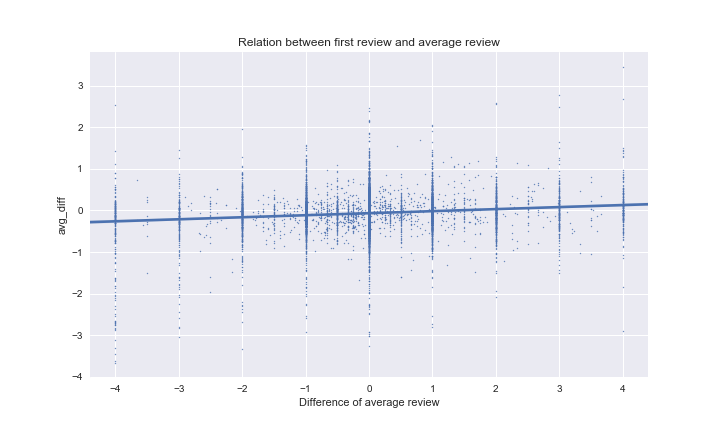 Relation between first review and average review
3
2
1
0
−1
−2
−3
−4
avg_diff
−4 −3 −2 −1 0 1 2 3 4
Difference of average review